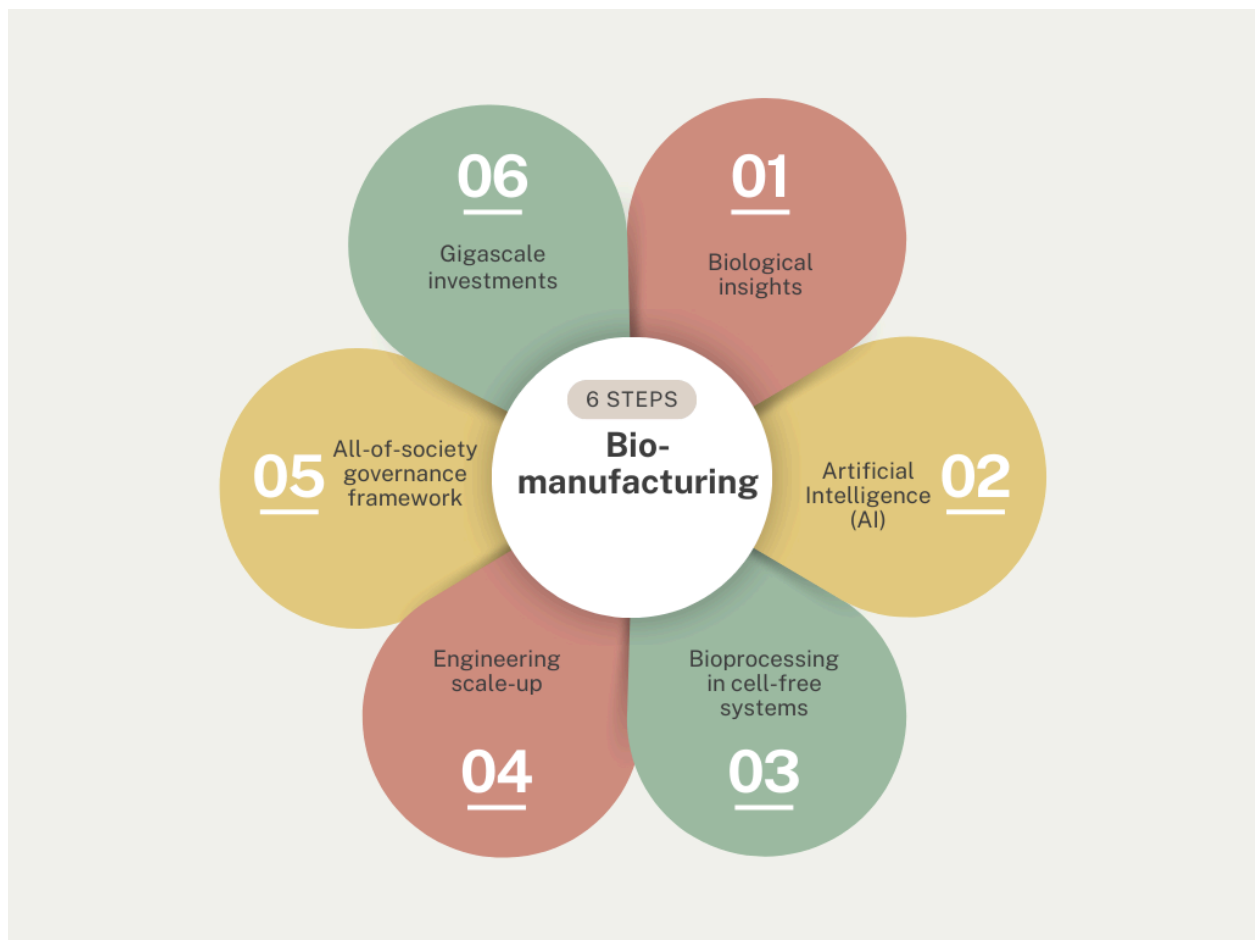 6 STEPS
Bio-
manufacturing
01
Biological
insights
02
Artificial
Intelligence
(AI)
03
Bioprocessing
in cell-free
systems
04
Engineering
scale-up
05
All-of-society
governance
framework
06
Gigascale
investments